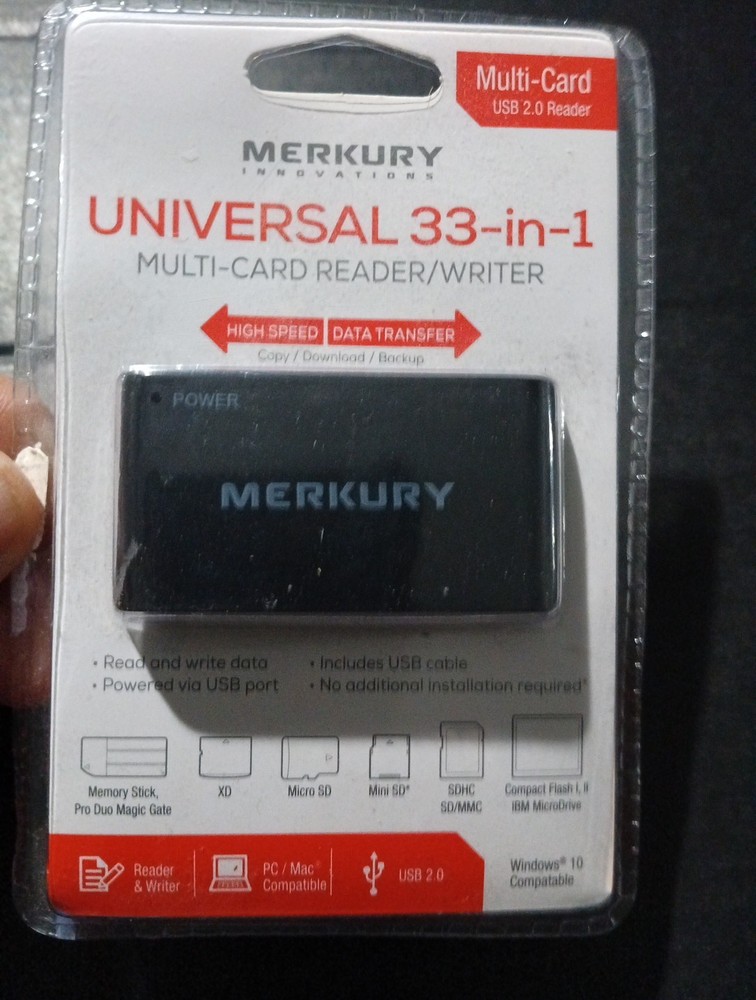 Multi-Card
USB 2.0 Reader
MERKURY
INNOVATIONS
UNIVERSAL 33-in-1
MULTI-CARD READER/WRITER
HIGH SPEED DATA TRANSFER
Copy / Download / Backup
POWER
MERKURY
• Read and write data
• Powered via USB port
• Includes USB cable
• No additional installation required*
Memory Stick,
Pro Duo Magic Gate
XD
Micro SD
Mini SD*
SDHC
SD/MMC
Compact Flash I, II
IBM MicroDrive
Reader
& Writer
PC / Mac
Compatible
USB 2.0
Windows® 10
Compatable